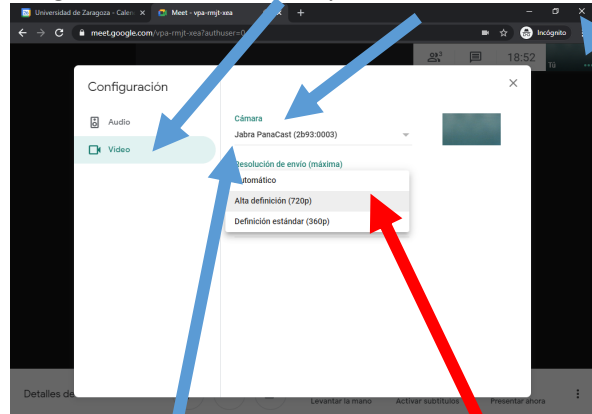 Universidad de Zaragoza - Calen
Meet - vpa-rmjt-xea
meet.google.com/vpa-rmjt-xea?authuser=0
Incógnito
3
18:52
Tú
Configuración
Audio
Vídeo
Cámara
Jabra PanaCast (2b93:0003)
Resolución de envío (máxima)
Automático
Alta definición (720p)
Definición estándar (360p)
Detalles de
Levantar la mano
Activar subtítulos
Presentar ahora